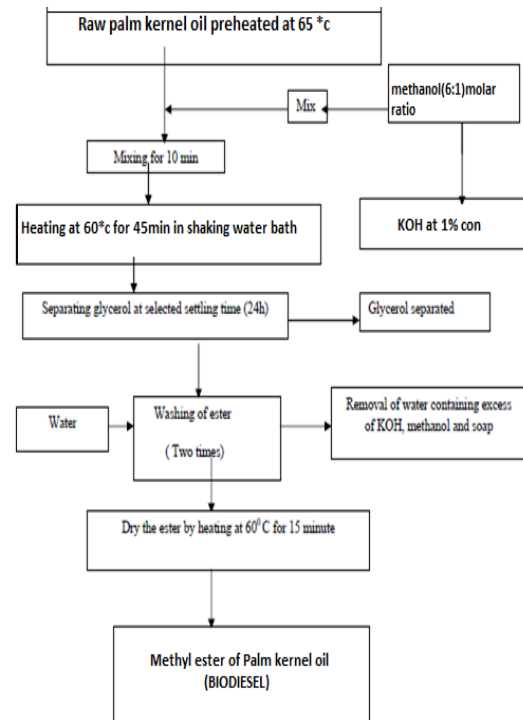 Raw palm kernel oil preheated at 65 *c
methanol(6:1)molar
ratio
Mix
Mixing for 10 min
Heating at 60*c for 45min in shaking water bath
KOH at 1% con
Separating glycerol at selected settling time (24h)
Glycerol separated
Water
Washing of ester
( Two times)
Removal of water containing excess
of KOH, methanol and soap
Dry the ester by heating at 60⁰ C for 15 minute
Methyl ester of Palm kernel oil
(BIODIESEL)